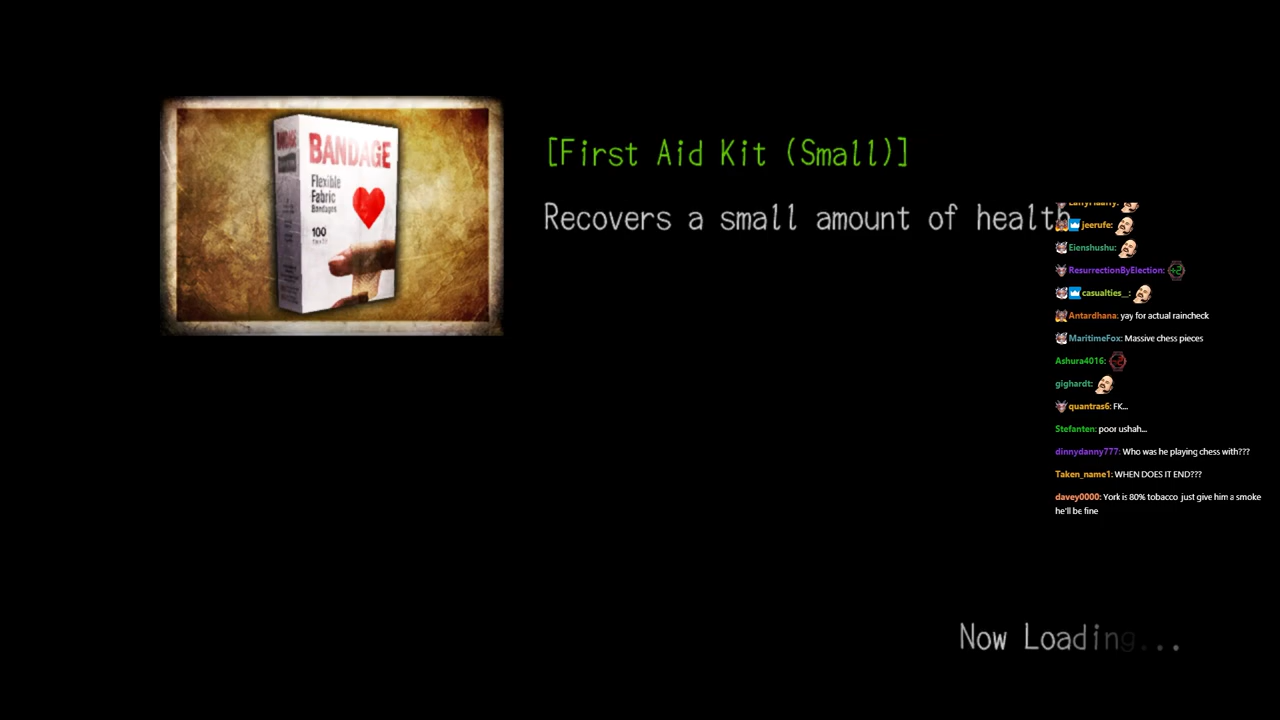 BANDAGE
Flexible
Fabric
Bandages
100
[First Aid Kit (Small)]
Recovers a small amount of health
jeerufe:
Eienshushu:
ResurrectionByElection: +2
casualties_:
Antardhana: yay for actual raincheck
MaritimeFox: Massive chess pieces
Ashura4016: -2
gighardt:
quantras6: FK...
Stefanten: poor ushah...
dinnydanny777: Who was he playing chess with???
Taken_name1: WHEN DOES IT END???
davey0000: York is 80% tobacco just give him a smoke
he'll be fine
Now Loading...